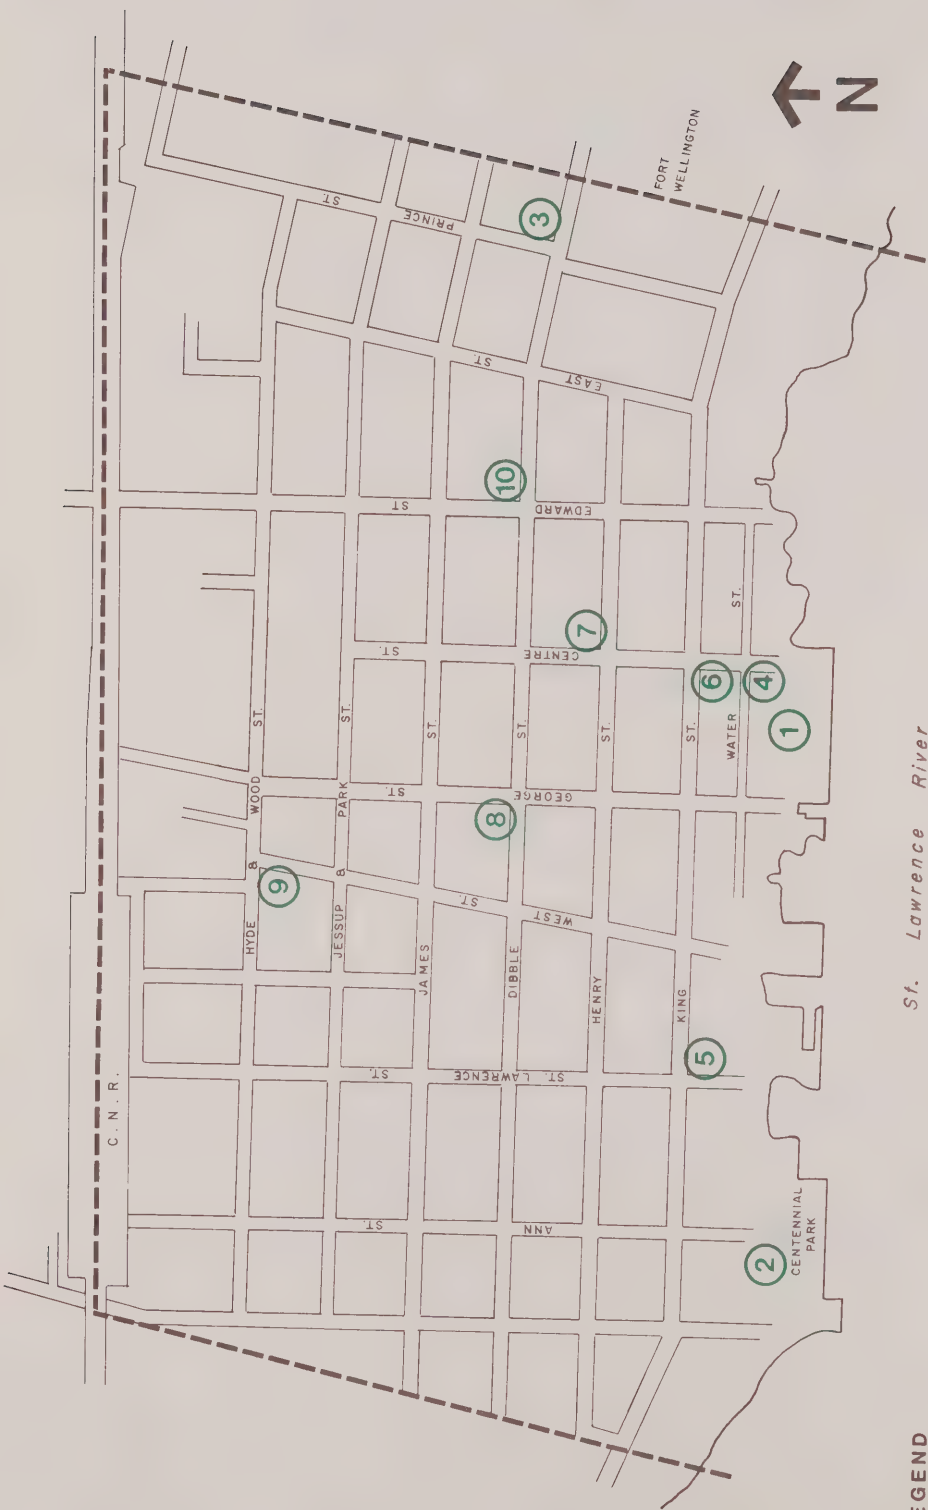 C. N. R.
HYDE & WOOD ST.
JESSUP & PARK ST.
JAMES ST.
DIBBLE ST.
HENRY ST.
KING ST.
WATER ST.
ANN ST.
ST. LAWRENCE ST.
WEST ST.
GEORGE ST.
CENTRE ST.
EDWARD ST
EAST ST.
PRINCE ST.
9
8
10
3
7
5
6
2
4
1
FORT
WELLINGTON
CENTENNIAL
PARK
N
St. Lawrence River
EGEND